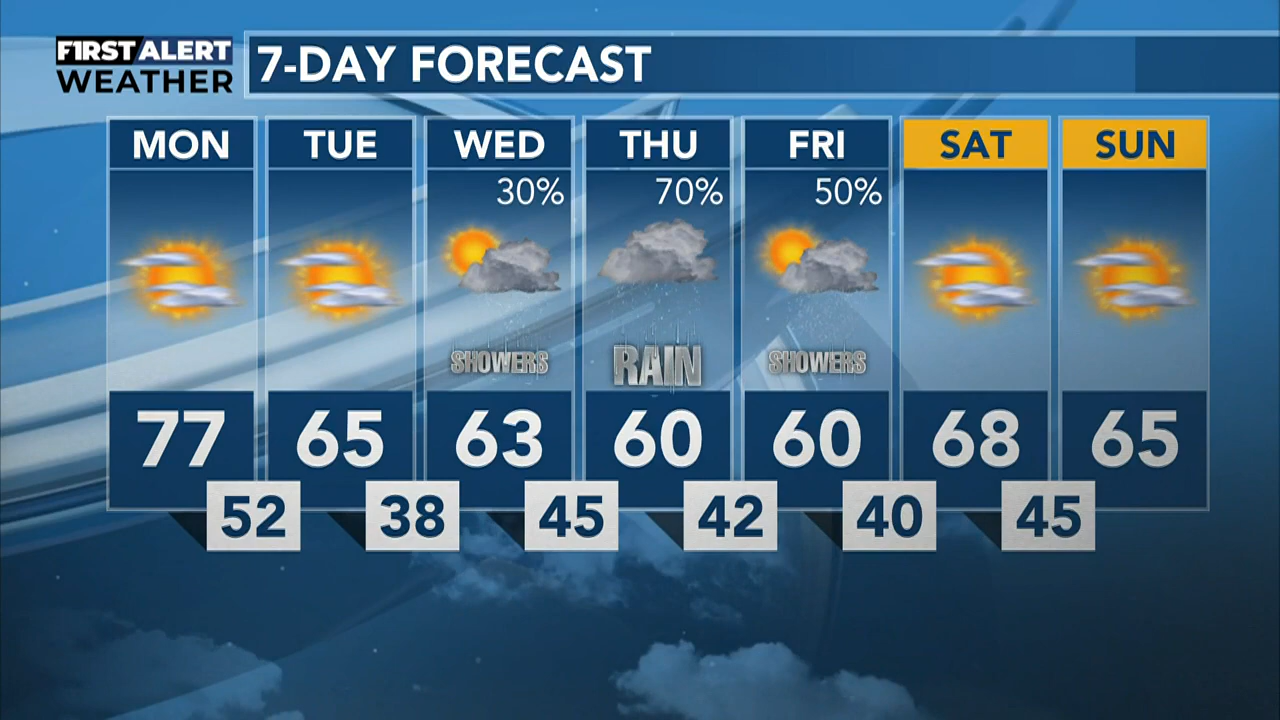 FIRST ALERT
WEATHER
7-DAY FORECAST
MON TUE WED THU FRI SAT SUN
30% 70% 50%
SHOWERS RAIN SHOWERS
77 65 63 60 60 68 65
52 38 45 42 40 45